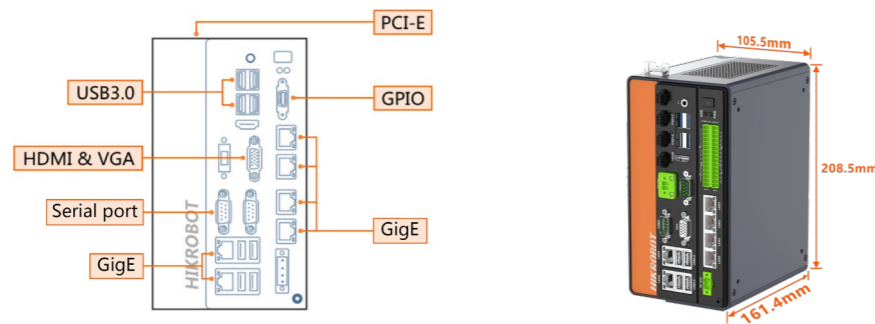 PCI-E
USB3.0
GPIO
HDMI & VGA
Serial port
GigE
GigE
HIKROBOT
105.5mm
208.5mm
161.4mm
HIKROBOT